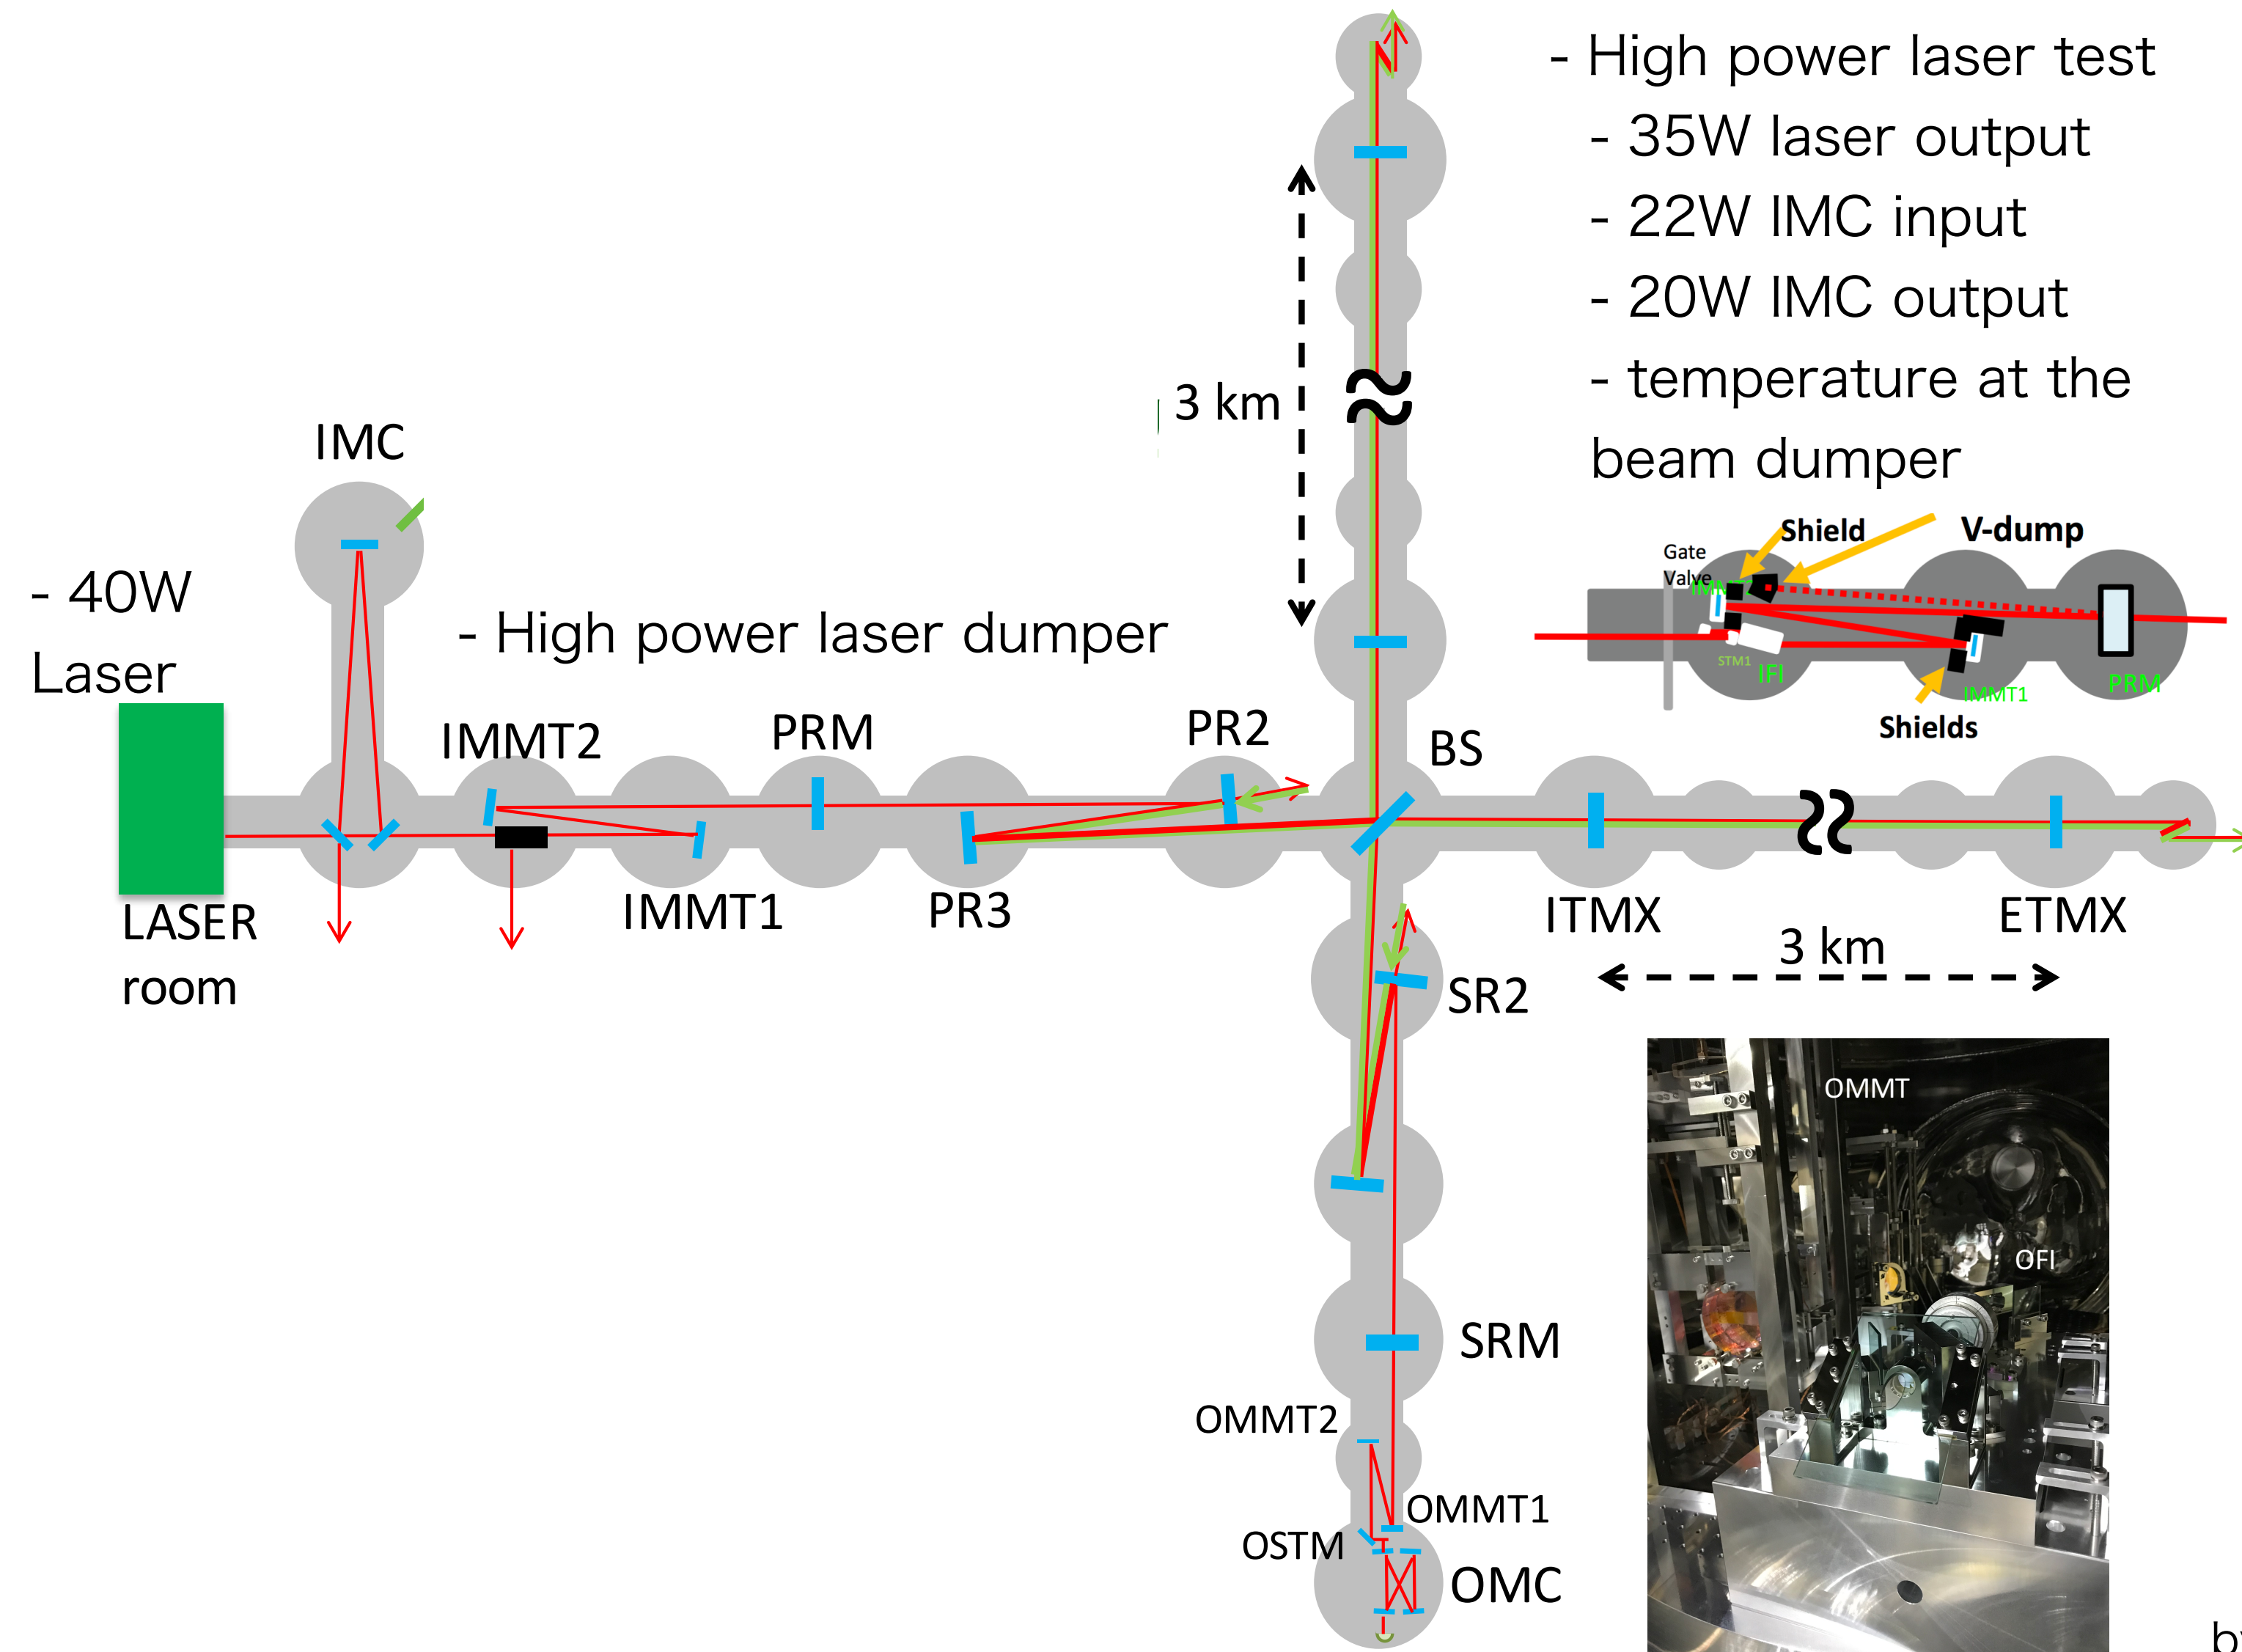 - High power laser test
- 35W laser output
- 22W IMC input
- 20W IMC output
- temperature at the
beam dumper
3 km
IMC
- 40W
Laser
- High power laser dumper
Shield
V-dump
Gate
Valve
STM1
IFI
IMMT1
PRM
Shields
IMMT2
PRM
PR2
BS
LASER
room
IMMT1
PR3
ITMX
ETMX
3 km
SR2
OMMT
OFI
SRM
OMMT2
OMMT1
OSTM
OMC